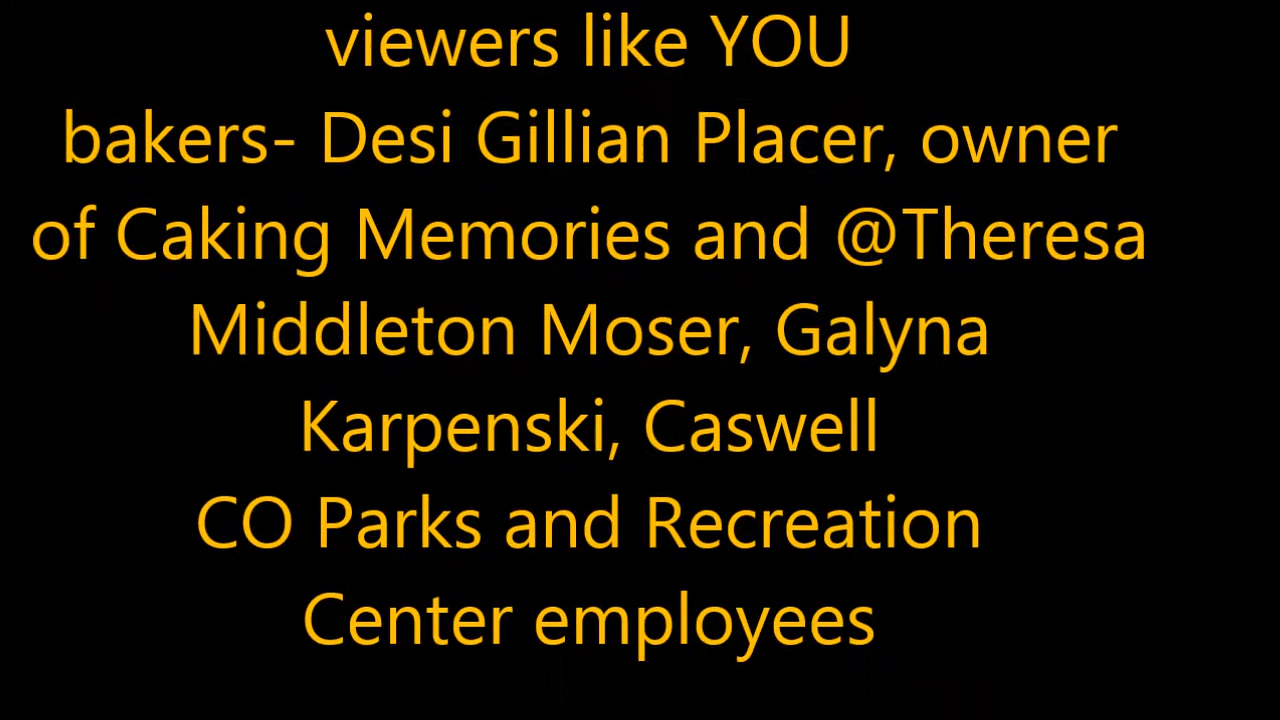 viewers like YOU
bakers- Desi Gillian Placer, owner
of Caking Memories and @Theresa
Middleton Moser, Galyna
Karpenski, Caswell
CO Parks and Recreation
Center employees